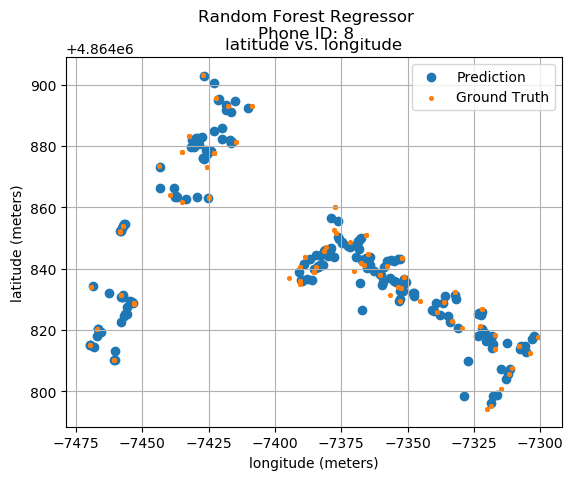 Random Forest Regressor
Phone ID: 8
latitude vs. longitude
+4.864e6
Prediction
Ground Truth
900
880
860
840
820
800
latitude (meters)
−7475 −7450 −7425 −7400 −7375 −7350 −7325 −7300
longitude (meters)